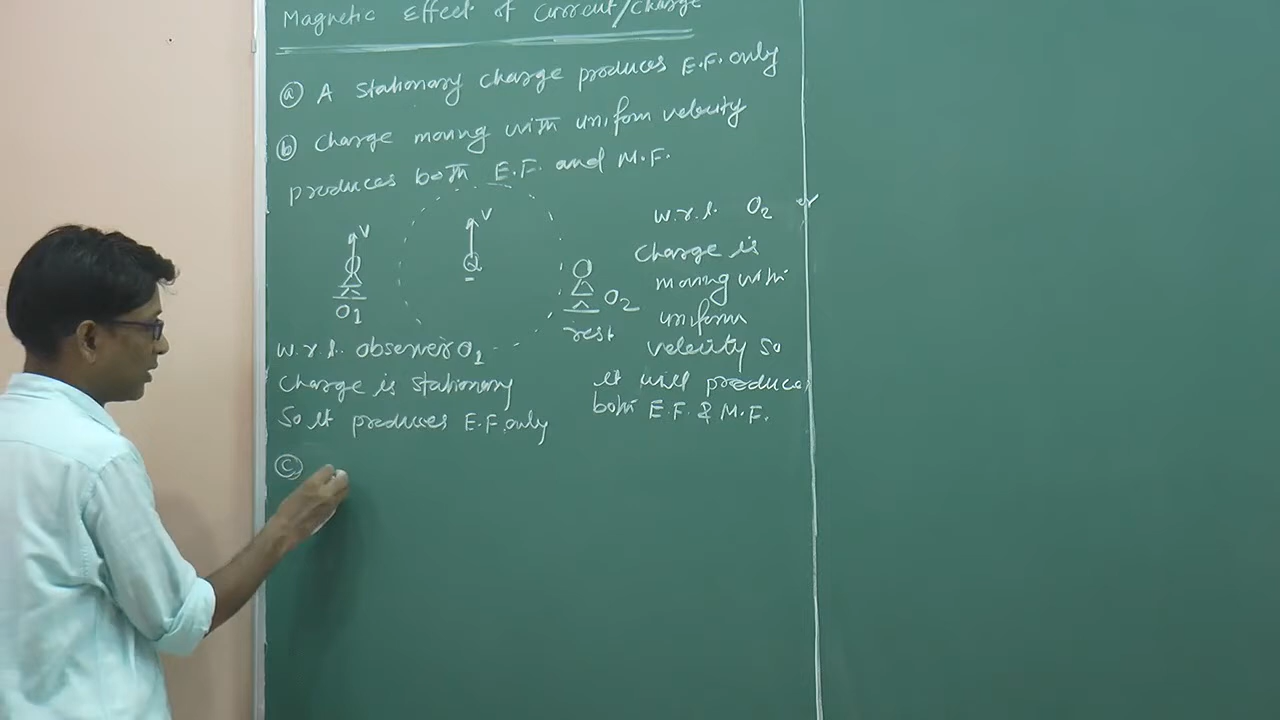 Magnetic Effect of Current/Charge
(a) A stationary charge produces E.F. only
(b) Charge moving with uniform velocity
produces both E.F. and M.F.
V
V
Q
O1
O2
rest
w.r.t. observer O1
Charge is stationary
So it produces E.F. only
w.r.t. O2
Charge is
moving with
uniform
velocity so
it will produces
both E.F. & M.F.
(c)